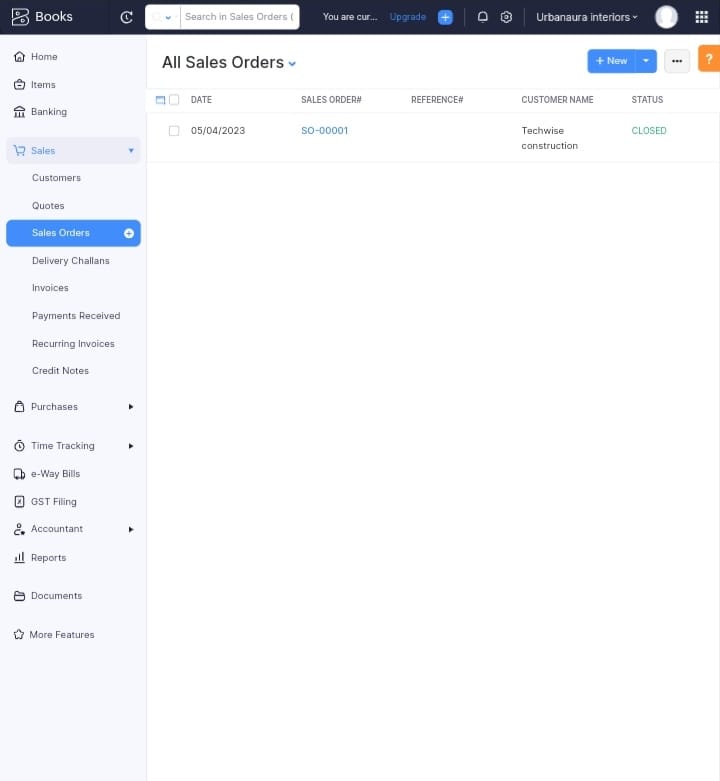 Books
Search in Sales Orders (
You are cur...
Upgrade
Urbanaura interiors
Home
Items
Banking
Sales
Customers
Quotes
Sales Orders
Delivery Challans
Invoices
Payments Received
Recurring Invoices
Credit Notes
Purchases
Time Tracking
e-Way Bills
GST Filing
Accountant
Reports
Documents
More Features
All Sales Orders
+ New
...
?
DATE SALES ORDER# REFERENCE# CUSTOMER NAME STATUS
05/04/2023 SO-00001 Techwise CLOSED
construction